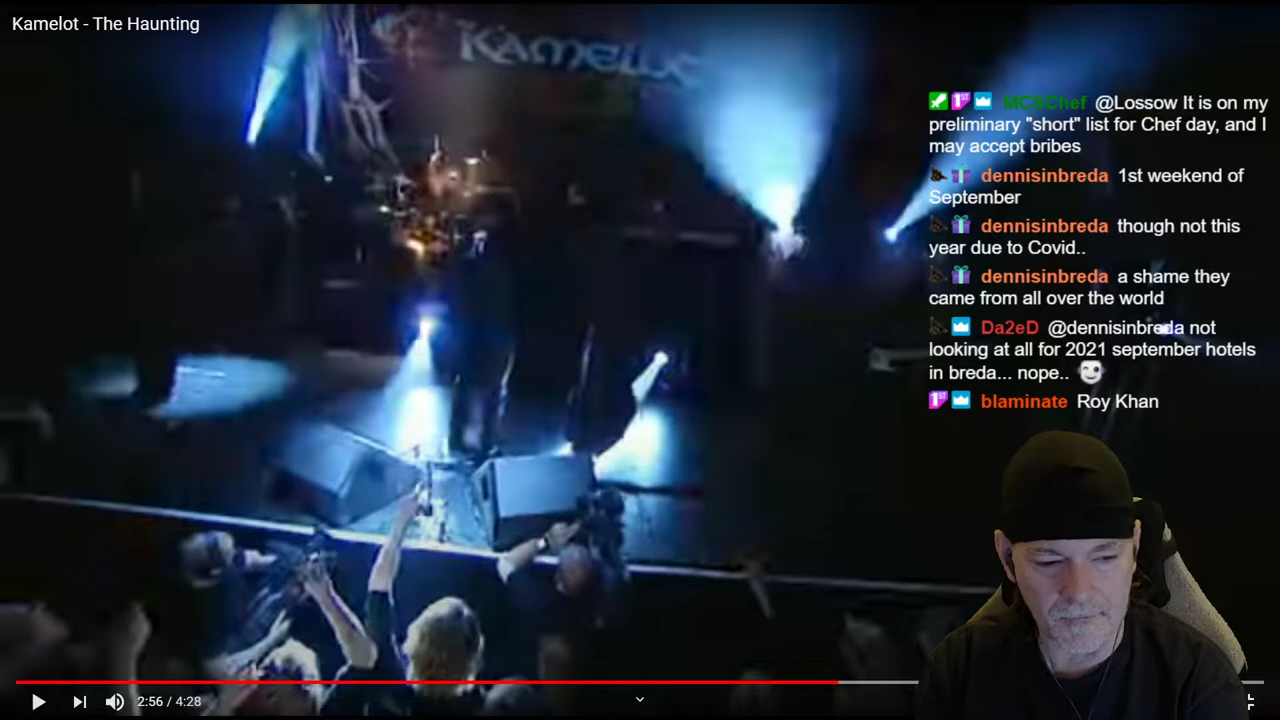 Kamelot - The Haunting
KAMELOT
MCSChef @Lossow It is on my
preliminary "short" list for Chef day, and I
may accept bribes
dennisinbreda 1st weekend of
September
dennisinbreda though not this
year due to Covid..
dennisinbreda a shame they
came from all over the world
Da2eD @dennisinbreda not
looking at all for 2021 september hotels
in breda... nope..
blaminate Roy Khan
2:56 / 4:28